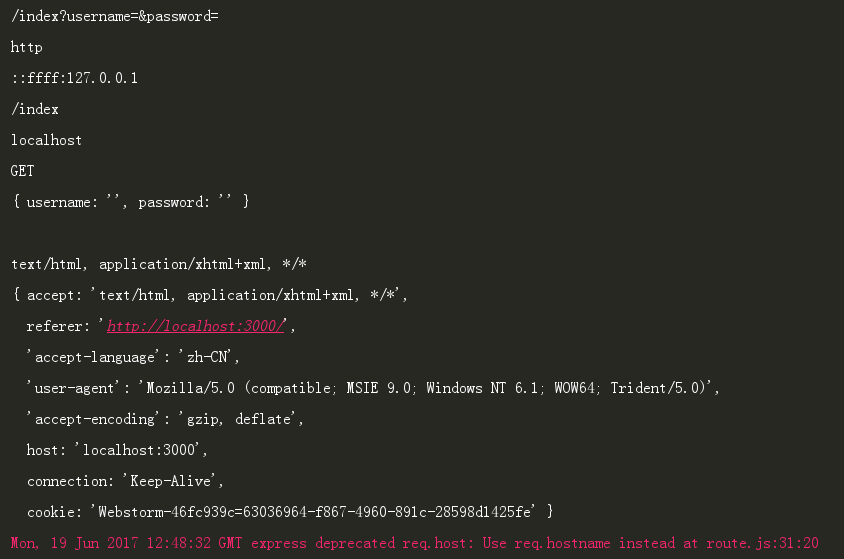 /index?username=&password=
http
::ffff:127.0.0.1
/index
localhost
GET
{ username: '', password: '' }
text/html, application/xhtml+xml, */*
{ accept: 'text/html, application/xhtml+xml, */*',
referer: 'http://localhost:3000/',
'accept-language': 'zh-CN',
'user-agent': 'Mozilla/5.0 (compatible; MSIE 9.0; Windows NT 6.1; WOW64; Trident/5.0)',
'accept-encoding': 'gzip, deflate',
host: 'localhost:3000',
connection: 'Keep-Alive',
cookie: 'Webstorm-46fc939c=63036964-f867-4960-891c-28598d1425fe' }
Mon, 19 Jun 2017 12:48:32 GMT express deprecated req.host: Use req.hostname instead at route.js:31:20